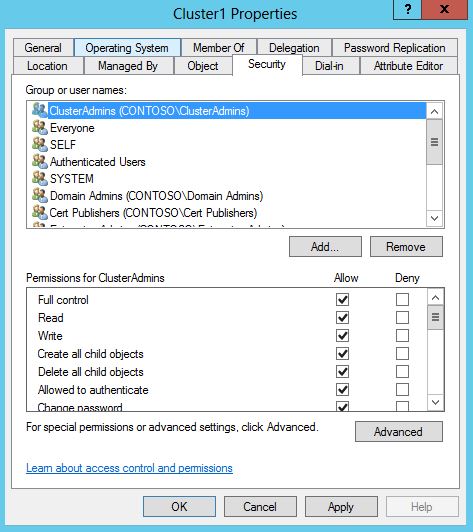 Cluster1 Properties
?
x
General
Operating System
Member Of
Delegation
Password Replication
Location
Managed By
Object
Security
Dial-in
Attribute Editor
Group or user names:
ClusterAdmins (CONTOSO\ClusterAdmins)
Everyone
SELF
Authenticated Users
SYSTEM
Domain Admins (CONTOSO\Domain Admins)
Cert Publishers (CONTOSO\Cert Publishers)
Add...
Remove
Permissions for ClusterAdmins
Allow
Deny
Full control
Read
Write
Create all child objects
Delete all child objects
Allowed to authenticate
Change password
For special permissions or advanced settings, click Advanced.
Advanced
Learn about access control and permissions
OK
Cancel
Apply
Help